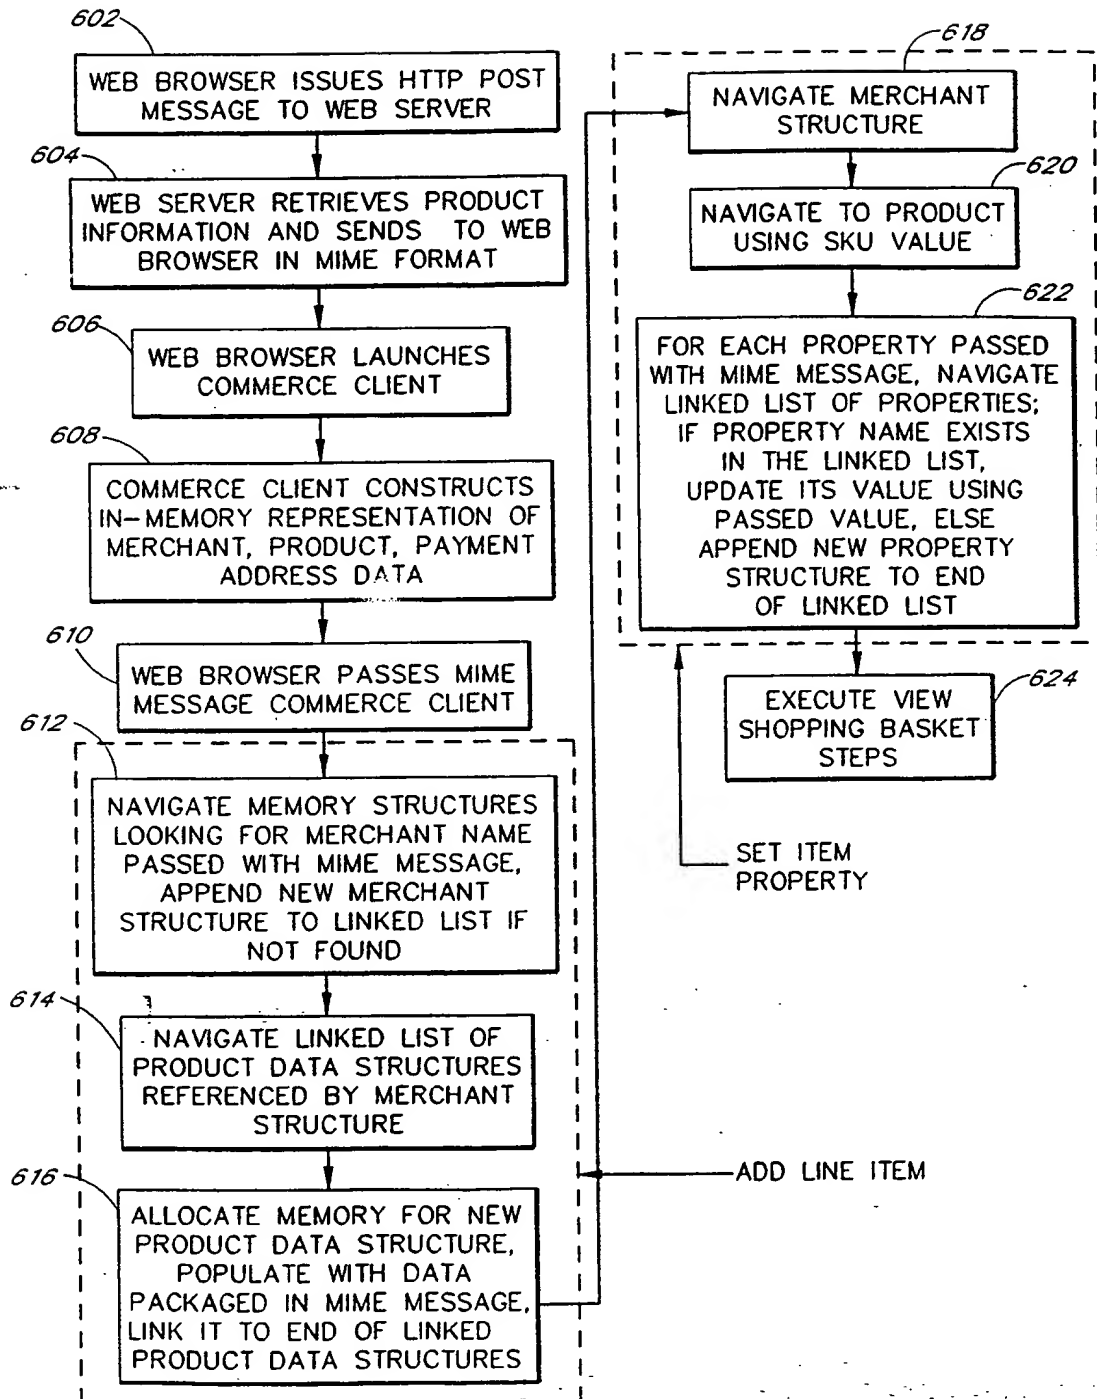 602
WEB BROWSER ISSUES HTTP POST
MESSAGE TO WEB SERVER
604
WEB SERVER RETRIEVES PRODUCT
INFORMATION AND SENDS TO WEB
BROWSER IN MIME FORMAT
606
WEB BROWSER LAUNCHES
COMMERCE CLIENT
608
COMMERCE CLIENT CONSTRUCTS
IN-MEMORY REPRESENTATION OF
MERCHANT, PRODUCT, PAYMENT
ADDRESS DATA
610
WEB BROWSER PASSES MIME
MESSAGE COMMERCE CLIENT
612
NAVIGATE MEMORY STRUCTURES
LOOKING FOR MERCHANT NAME
PASSED WITH MIME MESSAGE,
APPEND NEW MERCHANT
STRUCTURE TO LINKED LIST IF
NOT FOUND
614
NAVIGATE LINKED LIST OF
PRODUCT DATA STRUCTURES
REFERENCED BY MERCHANT
STRUCTURE
616
ALLOCATE MEMORY FOR NEW
PRODUCT DATA STRUCTURE,
POPULATE WITH DATA
PACKAGED IN MIME MESSAGE,
LINK IT TO END OF LINKED
PRODUCT DATA STRUCTURES
618
NAVIGATE MERCHANT
STRUCTURE
620
NAVIGATE TO PRODUCT
USING SKU VALUE
622
FOR EACH PROPERTY PASSED
WITH MIME MESSAGE, NAVIGATE
LINKED LIST OF PROPERTIES;
IF PROPERTY NAME EXISTS
IN THE LINKED LIST,
UPDATE ITS VALUE USING
PASSED VALUE, ELSE
APPEND NEW PROPERTY
STRUCTURE TO END
OF LINKED LIST
624
EXECUTE VIEW
SHOPPING BASKET
STEPS
SET ITEM
PROPERTY
ADD LINE ITEM